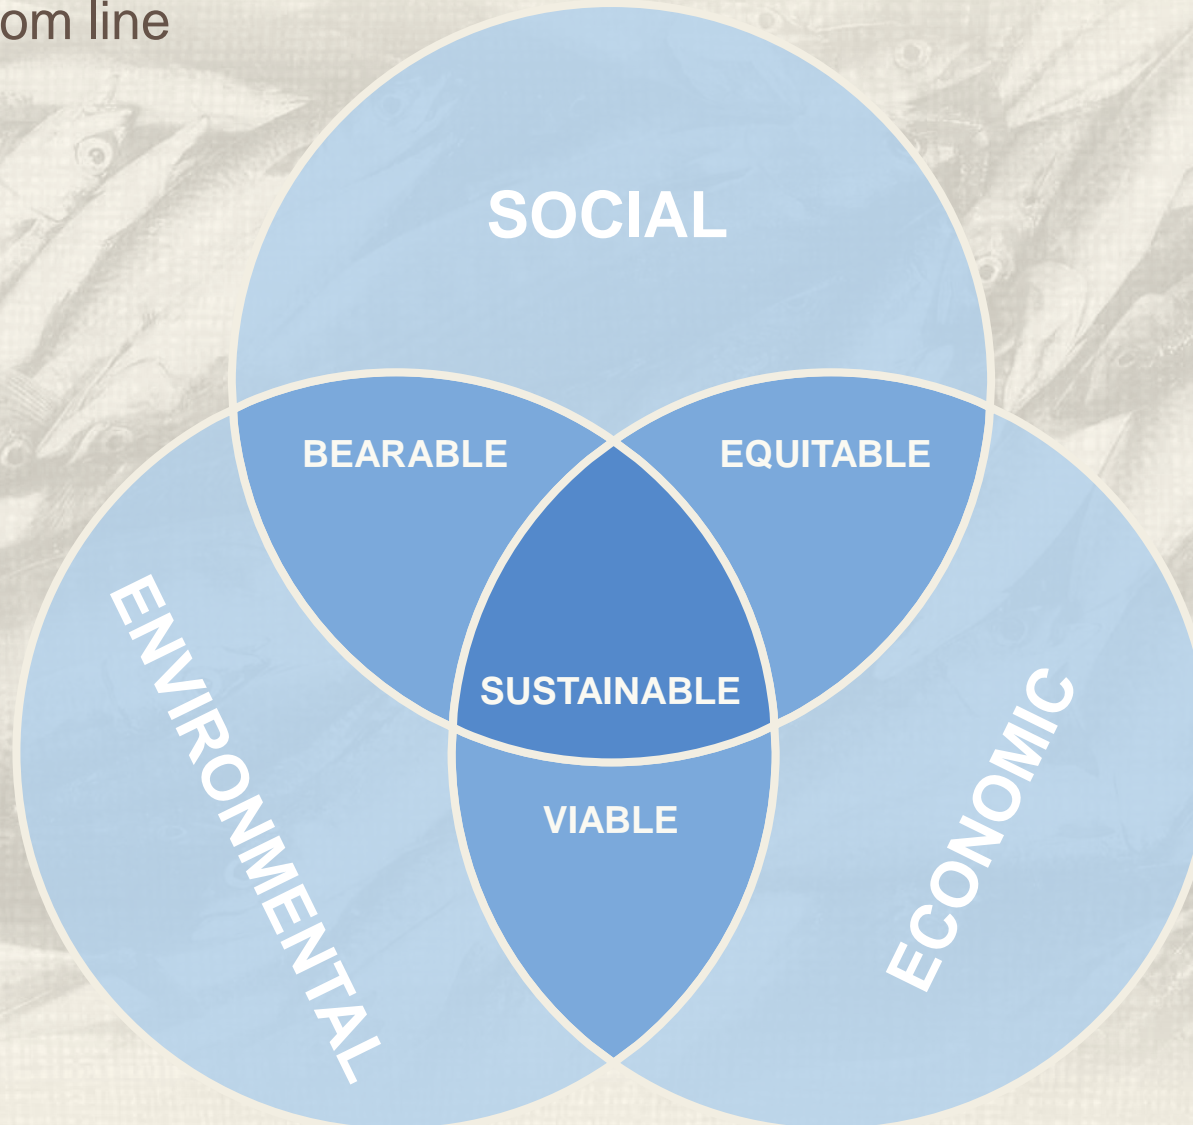 om line
SOCIAL
BEARABLE
EQUITABLE
ENVIRONMENTAL
SUSTAINABLE
ECONOMIC
VIABLE